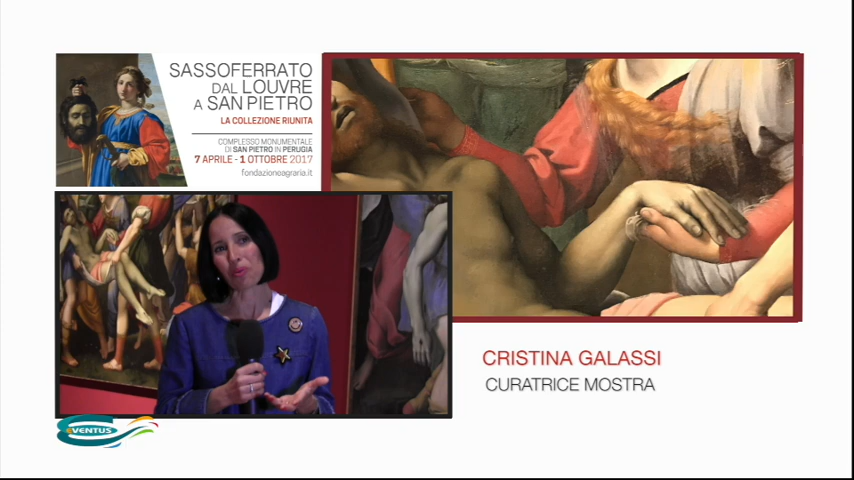 SASSOFERRATO
DAL LOUVRE
A SAN PIETRO
LA COLLEZIONE RIUNITA
COMPLESSO MONUMENTALE
DI SAN PIETRO IN PERUGIA
7 APRILE - 1 OTTOBRE 2017
fondazioneagraria.it
CRISTINA GALASSI
CURATRICE MOSTRA
EVENTUS